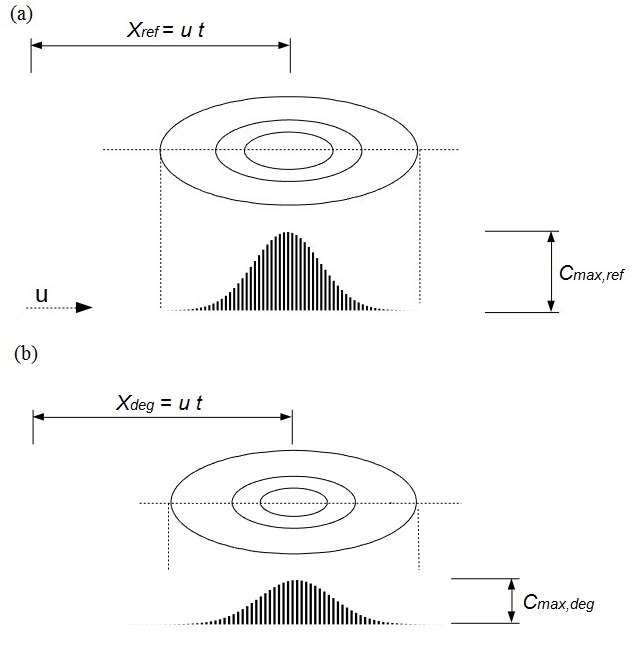 (a)
Xref = u t
Cmax,ref
u
(b)
Xdeg = u t
Cmax,deg